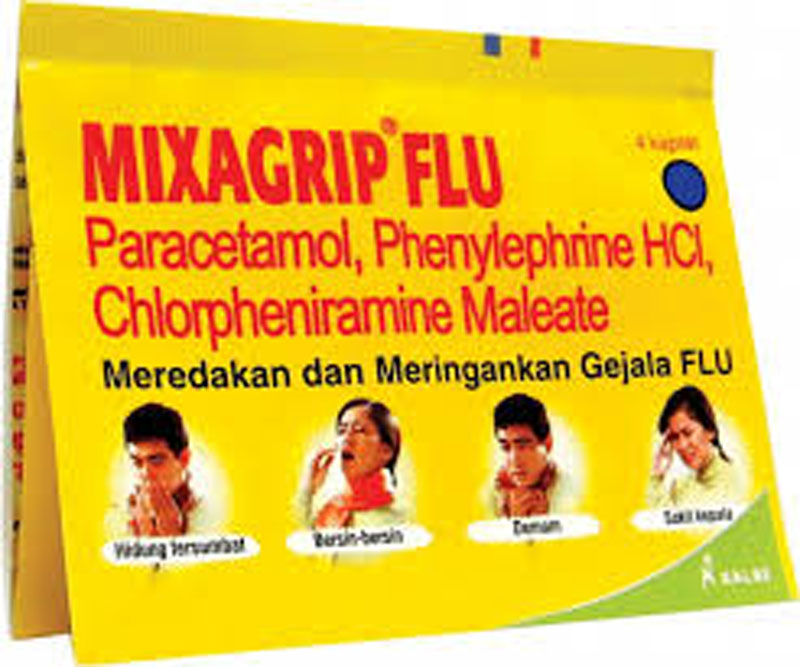 MIXAGRIP® FLU
4 kaplet
Paracetamol, Phenylephrine HCl,
Chlorpheniramine Maleate
Meredakan dan Meringankan Gejala FLU
Hidung tersumbat
Bersin-bersin
Demam
Sakit kepala
KALBE